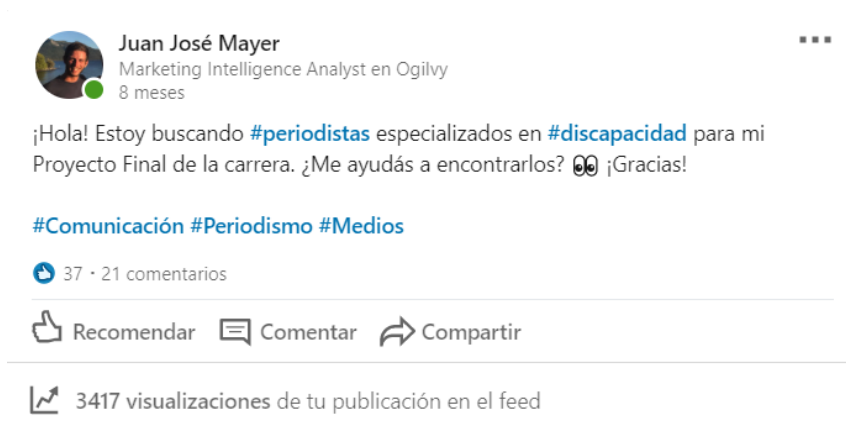 Juan José Mayer
Marketing Intelligence Analyst en Ogilvy
8 meses
¡Hola! Estoy buscando #periodistas especializados en #discapacidad para mi
Proyecto Final de la carrera. ¿Me ayudás a encontrarlos? 👀 ¡Gracias!
#Comunicación #Periodismo #Medios
37 · 21 comentarios
Recomendar Comentar Compartir
3417 visualizaciones de tu publicación en el feed